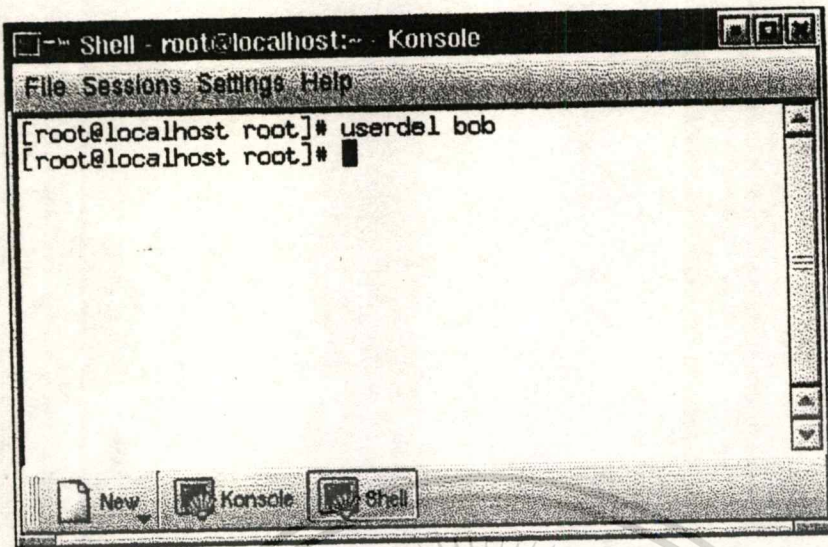 Shell - root@localhost:~ - Konsole
File Sessions Settings Help
[root@localhost root]# userdel bob
[root@localhost root]#
New Konsole Shell